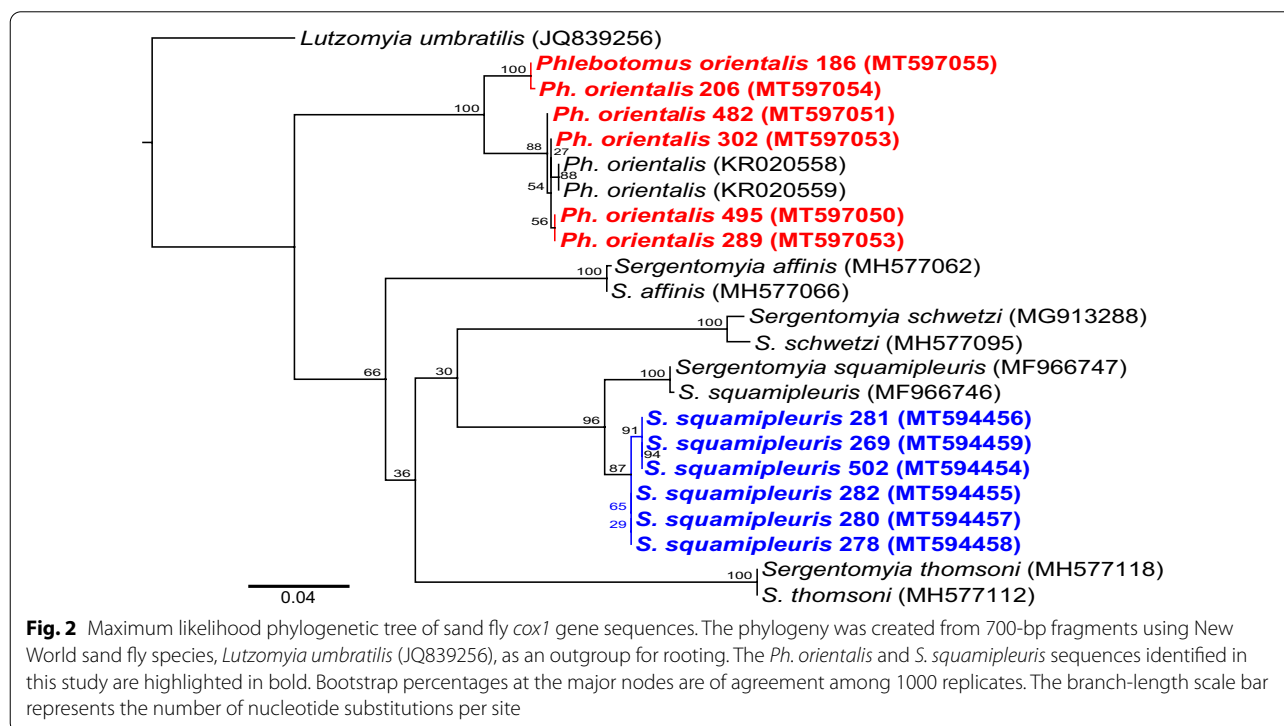 Lutzomyia umbratilis (JQ839256)
100 Phlebotomus orientalis 186 (MT597055)
Ph. orientalis 206 (MT597054)
100
Ph. orientalis 482 (MT597051)
Ph. orientalis 302 (MT597053)
88 27
Ph. orientalis (KR020558)
88
54 Ph. orientalis (KR020559)
Ph. orientalis 495 (MT597050)
56
Ph. orientalis 289 (MT597053)
Sergentomyia affinis (MH577062)
100
S. affinis (MH577066)
Sergentomyia schwetzi (MG913288)
100
S. schwetzi (MH577095)
66 30
Sergentomyia squamipleuris (MF966747)
100
S. squamipleuris (MF966746)
96
S. squamipleuris 281 (MT594456)
91
S. squamipleuris 269 (MT594459)
94
87 S. squamipleuris 502 (MT594454)
36
S. squamipleuris 282 (MT594455)
65
S. squamipleuris 280 (MT594457)
29
S. squamipleuris 278 (MT594458)
Sergentomyia thomsoni (MH577118)
100
S. thomsoni (MH577112)
0.04
Fig. 2 Maximum likelihood phylogenetic tree of sand fly cox1 gene sequences. The phylogeny was created from 700-bp fragments using New
World sand fly species, Lutzomyia umbratilis (JQ839256), as an outgroup for rooting. The Ph. orientalis and S. squamipleuris sequences identified in
this study are highlighted in bold. Bootstrap percentages at the major nodes are of agreement among 1000 replicates. The branch-length scale bar
represents the number of nucleotide substitutions per site